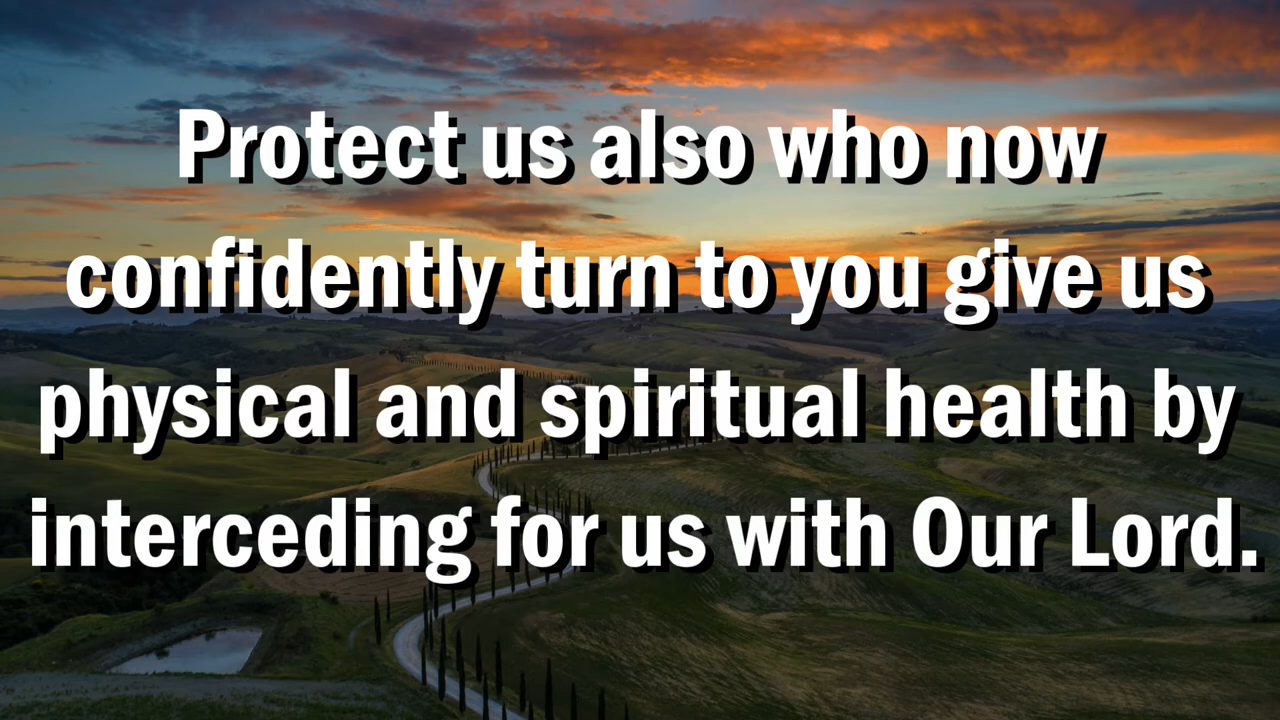 Protect us also who now
confidently turn to you give us
physical and spiritual health by
interceding for us with Our Lord.